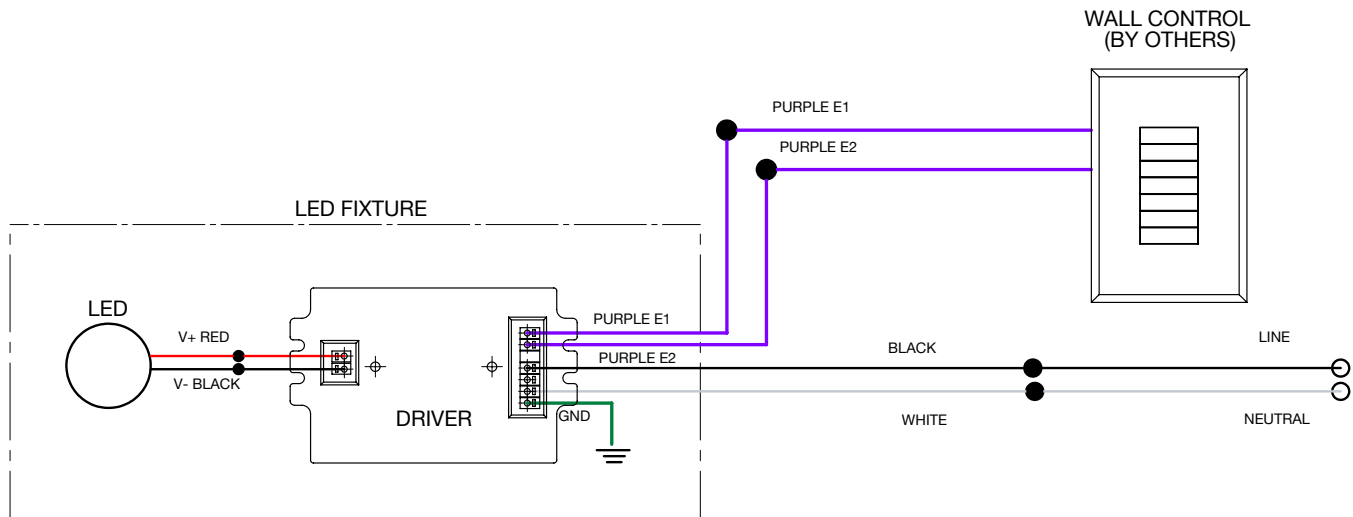 WALL CONTROL
(BY OTHERS)
PURPLE E1
PURPLE E2
LED FIXTURE
LED
V+ RED
V- BLACK
DRIVER
PURPLE E1
PURPLE E2
GND
BLACK
LINE
WHITE
NEUTRAL